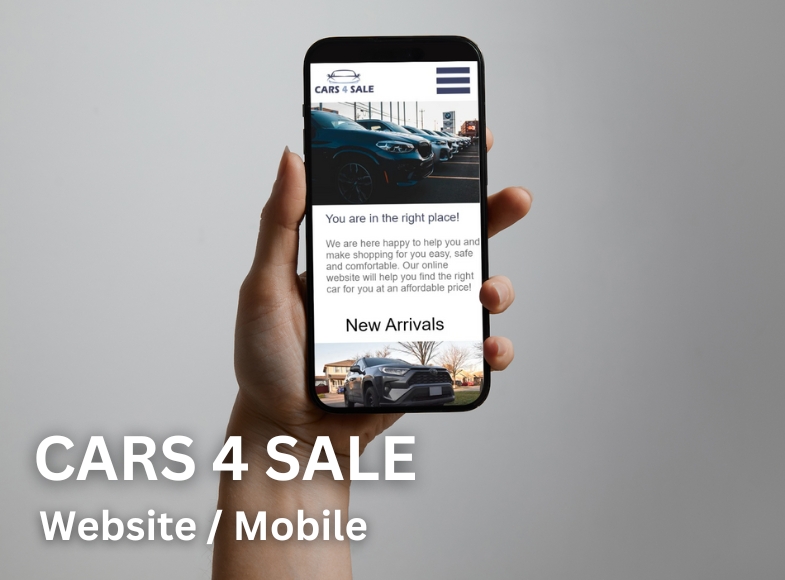 CARS 4 SALE
You are in the right place!
We are here happy to help you and
make shopping for you easy, safe
and comfortable. Our online
website will help you find the right
car for you at an affordable price!
New Arrivals
CARS 4 SALE
Website / Mobile